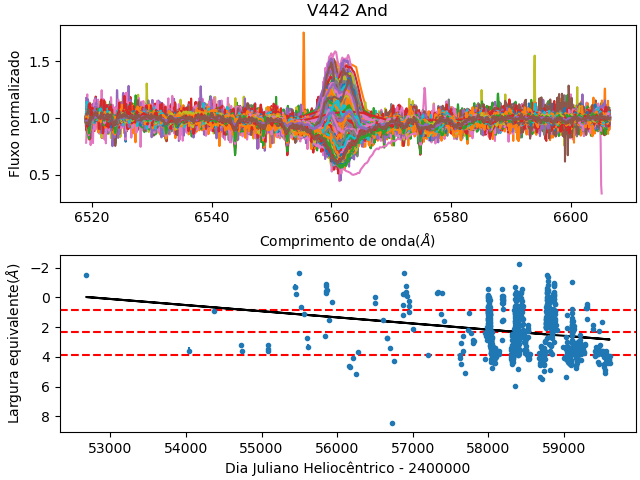 V442 And
Fluxo normalizado
1.5
1.0
0.5
6520 6540 6560 6580 6600
Comprimento de onda(Å)
Largura equivalente(Å)
−2
0
2
4
6
8
53000 54000 55000 56000 57000 58000 59000
Dia Juliano Heliocêntrico - 2400000